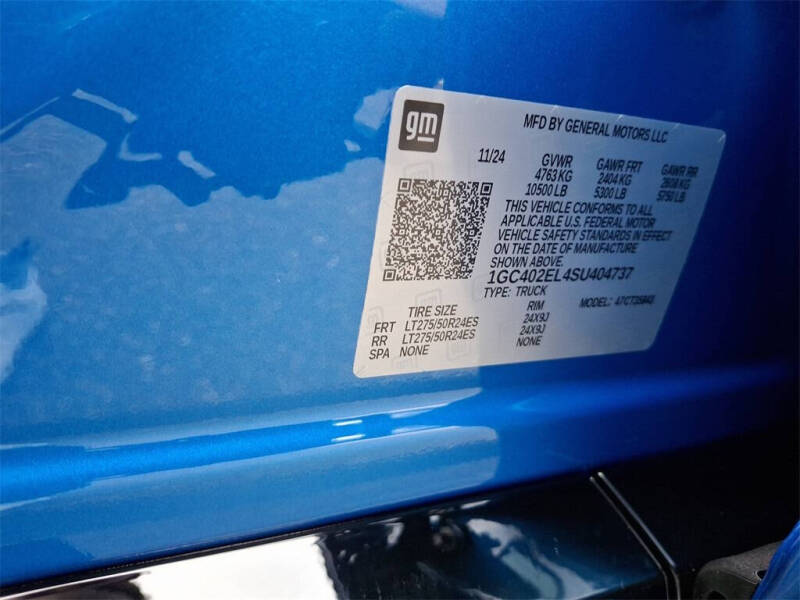 gm
MFD BY GENERAL MOTORS LLC
11/24 GVWR GAWR FRT GAWR RR
4763 KG 2404 KG 2608 KG
10500 LB 5300 LB 5750 LB
THIS VEHICLE CONFORMS TO ALL
APPLICABLE U.S. FEDERAL MOTOR
VEHICLE SAFETY STANDARDS IN EFFECT
ON THE DATE OF MANUFACTURE
SHOWN ABOVE.
1GC402EL4SU404737
TYPE: TRUCK MODEL:
TIRE SIZE RIM
FRT LT275/50R24ES 24X9J
RR LT275/50R24ES 24X9J
SPA NONE NONE